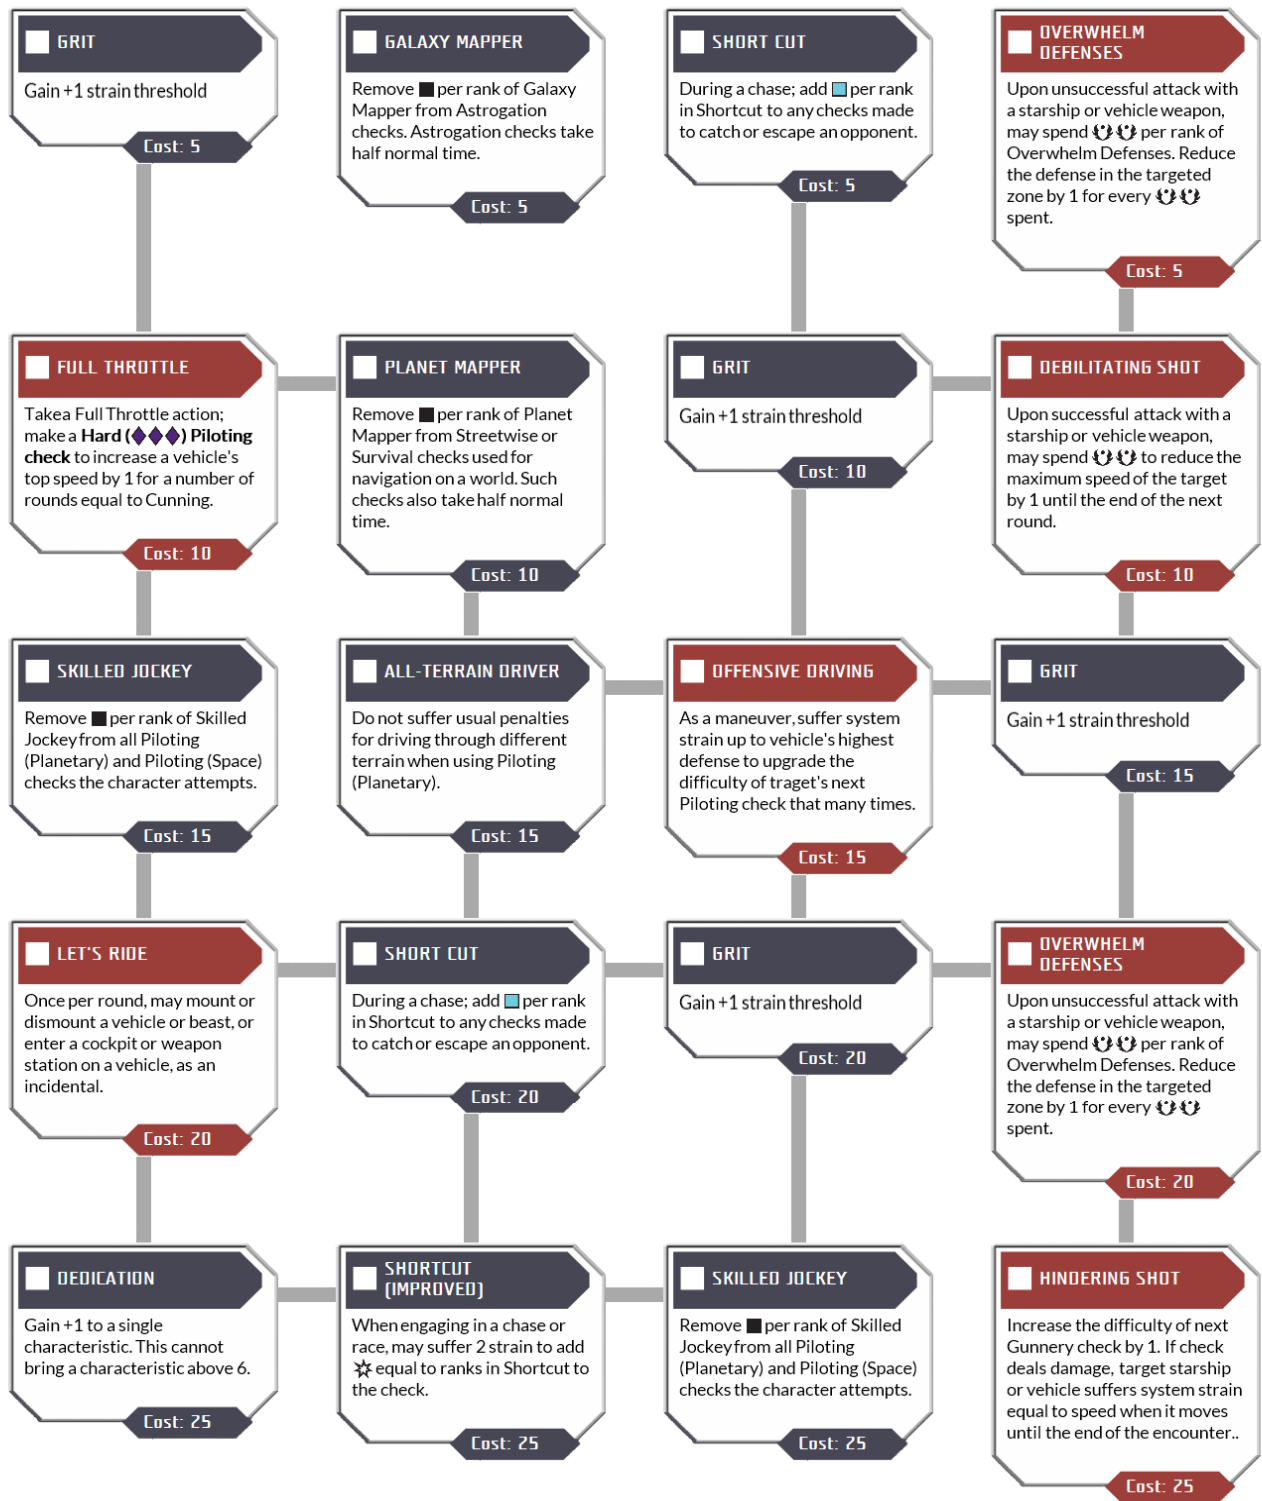 GRIT
Gain +1 strain threshold
Cost: 5
GALAXY MAPPER
Remove per rank of Galaxy
Mapper from Astrogation
checks. Astrogation checks take
half normal time.
Cost: 5
SHORT CUT
During a chase; add per rank
in Shortcut to any checks made
to catch or escape an opponent.
Cost: 5
OVERWHELM
DEFENSES
Upon unsuccessful attack with
a starship or vehicle weapon,
may spend per rank of
Overwhelm Defenses. Reduce
the defense in the targeted
zone by 1 for every
spent.
Cost: 5
FULL THROTTLE
Takea Full Throttle action;
make a Hard ( ) Piloting
check to increase a vehicle's
top speed by 1 for a number of
rounds equal to Cunning.
Cost: 10
PLANET MAPPER
Remove per rank of Planet
Mapper from Streetwise or
Survival checks used for
navigation on a world. Such
checks also take half normal
time.
Cost: 10
GRIT
Gain +1 strain threshold
Cost: 10
DEBILITATING SHOT
Upon successful attack with a
starship or vehicle weapon,
may spend to reduce the
maximum speed of the target
by 1 until the end of the next
round.
Cost: 10
SKILLED JOCKEY
Remove per rank of Skilled
Jockey from all Piloting
(Planetary) and Piloting (Space)
checks the character attempts.
Cost: 15
ALL-TERRAIN DRIVER
Do not suffer usual penalties
for driving through different
terrain when using Piloting
(Planetary).
Cost: 15
OFFENSIVE DRIVING
As a maneuver, suffer system
strain up to vehicle's highest
defense to upgrade the
difficulty of traget's next
Piloting check that many times.
Cost: 15
GRIT
Gain +1 strain threshold
Cost: 15
LET'S RIDE
Once per round, may mount or
dismount a vehicle or beast, or
enter a cockpit or weapon
station on a vehicle, as an
incidental.
Cost: 20
SHORT CUT
During a chase; add per rank
in Shortcut to any checks made
to catch or escape an opponent.
Cost: 20
GRIT
Gain +1 strain threshold
Cost: 20
OVERWHELM
DEFENSES
Upon unsuccessful attack with
a starship or vehicle weapon,
may spend per rank of
Overwhelm Defenses. Reduce
the defense in the targeted
zone by 1 for every
spent.
Cost: 20
DEDICATION
Gain +1 to a single
characteristic. This cannot
bring a characteristic above 6.
Cost: 25
SHORTCUT
(IMPROVED)
When engaging in a chase or
race, may suffer 2 strain to add
equal to ranks in Shortcut to
the check.
Cost: 25
SKILLED JOCKEY
Remove per rank of Skilled
Jockey from all Piloting
(Planetary) and Piloting (Space)
checks the character attempts.
Cost: 25
HINDERING SHOT
Increase the difficulty of next
Gunnery check by 1. If check
deals damage, target starship
or vehicle suffers system strain
equal to speed when it moves
until the end of the encounter..
Cost: 25